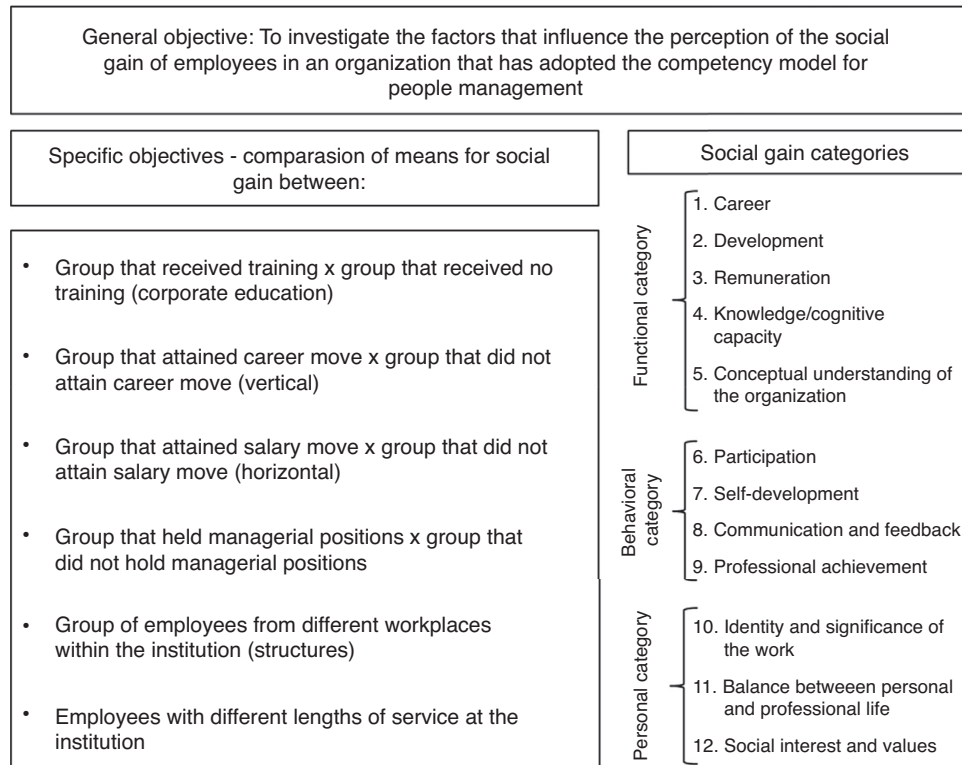 General objective: To investigate the factors that influence the perception of the social
gain of employees in an organization that has adopted the competency model for
people management
Specific objectives - comparasion of means for social
gain between:
• Group that received training x group that received no
training (corporate education)
• Group that attained career move x group that did not
attain career move (vertical)
• Group that attained salary move x group that did not
attain salary move (horizontal)
• Group that held managerial positions x group that
did not hold managerial positions
• Group of employees from different workplaces
within the institution (structures)
• Employees with different lengths of service at the
institution
Social gain categories
Functional category
1. Career
2. Development
3. Remuneration
4. Knowledge/cognitive
capacity
5. Conceptual understanding of
the organization
Behavioral
category
6. Participation
7. Self-development
8. Communication and feedback
9. Professional achievement
Personal category
10. Identity and significance of
the work
11. Balance betweeen personal
and professional life
12. Social interest and values